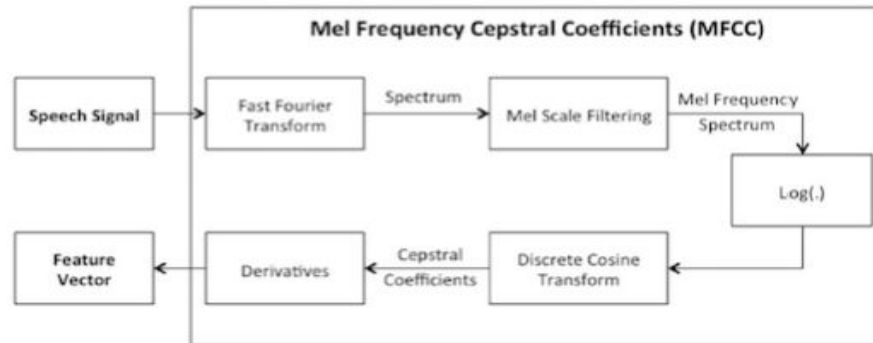 Mel Frequency Cepstral Coefficients (MFCC)
Speech Signal
Fast Fourier
Transform
Spectrum
Mel Scale Filtering
Mel Frequency
Spectrum
Log(.)
Discrete Cosine
Transform
Cepstral
Coefficients
Derivatives
Feature
Vector